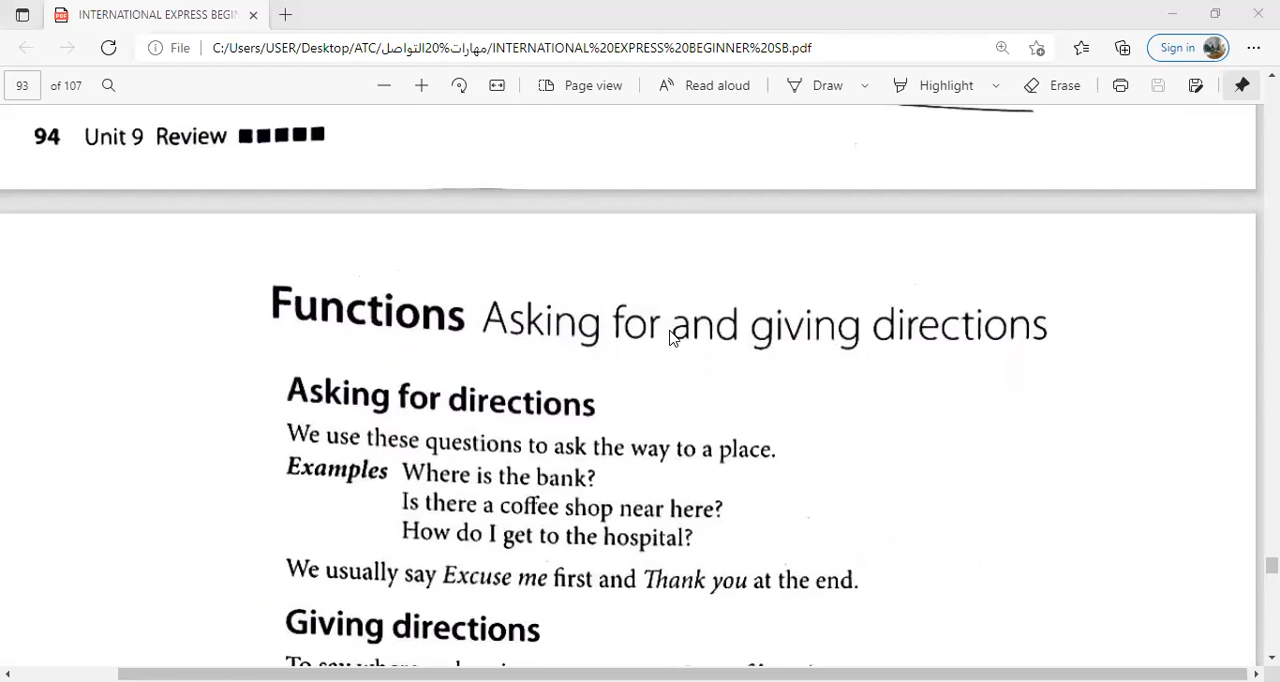 INTERNATIONAL EXPRESS BEGIN
File
C:/Users/USER/Desktop/ATC/مهارات%20التواصل/INTERNATIONAL%20EXPRESS%20BEGINNER%20SB.pdf
Sign in
93 of 107
Page view
Read aloud
Draw
Highlight
Erase
94 Unit 9 Review
Functions Asking for and giving directions
Asking for directions
We use these questions to ask the way to a place.
Examples Where is the bank?
Is there a coffee shop near here?
How do I get to the hospital?
We usually say Excuse me first and Thank you at the end.
Giving directions